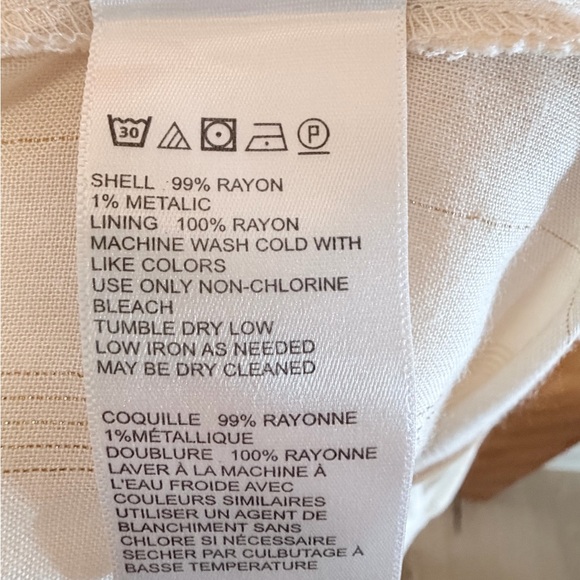 30 P
SHELL 99% RAYON
1% METALIC
LINING 100% RAYON
MACHINE WASH COLD WITH
LIKE COLORS
USE ONLY NON-CHLORINE
BLEACH
TUMBLE DRY LOW
LOW IRON AS NEEDED
MAY BE DRY CLEANED
COQUILLE 99% RAYONNE
1%MÉTALLIQUE
DOUBLURE 100% RAYONNE
LAVER À LA MACHINE À
L'EAU FROIDE AVEC
COULEURS SIMILAIRES
UTILISER UN AGENT DE
BLANCHIMENT SANS
CHLORE SI NÉCESSAIRE
SECHER PAR CULBUTAGE À
BASSE TEMPERATURE